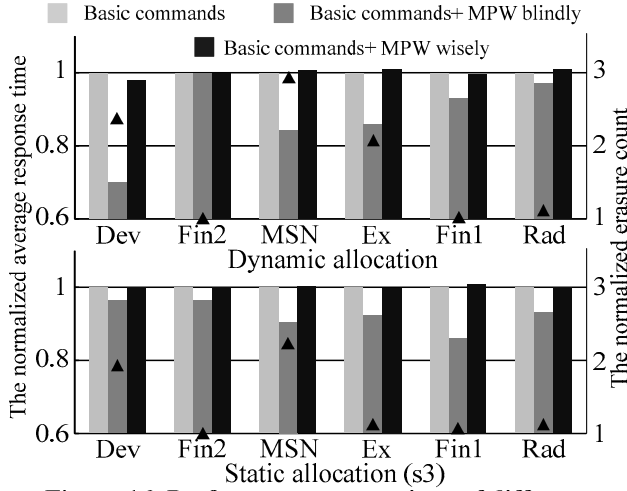 Basic commands
Basic commands+ MPW blindly
Basic commands+ MPW wisely
The normalized average response time
The normalized erasure count
1
0.8
0.6
3
2
1
Dev Fin2 MSN Ex Fin1 Rad
Dynamic allocation
1
0.8
0.6
3
2
1
Dev Fin2 MSN Ex Fin1 Rad
Static allocation (s3)